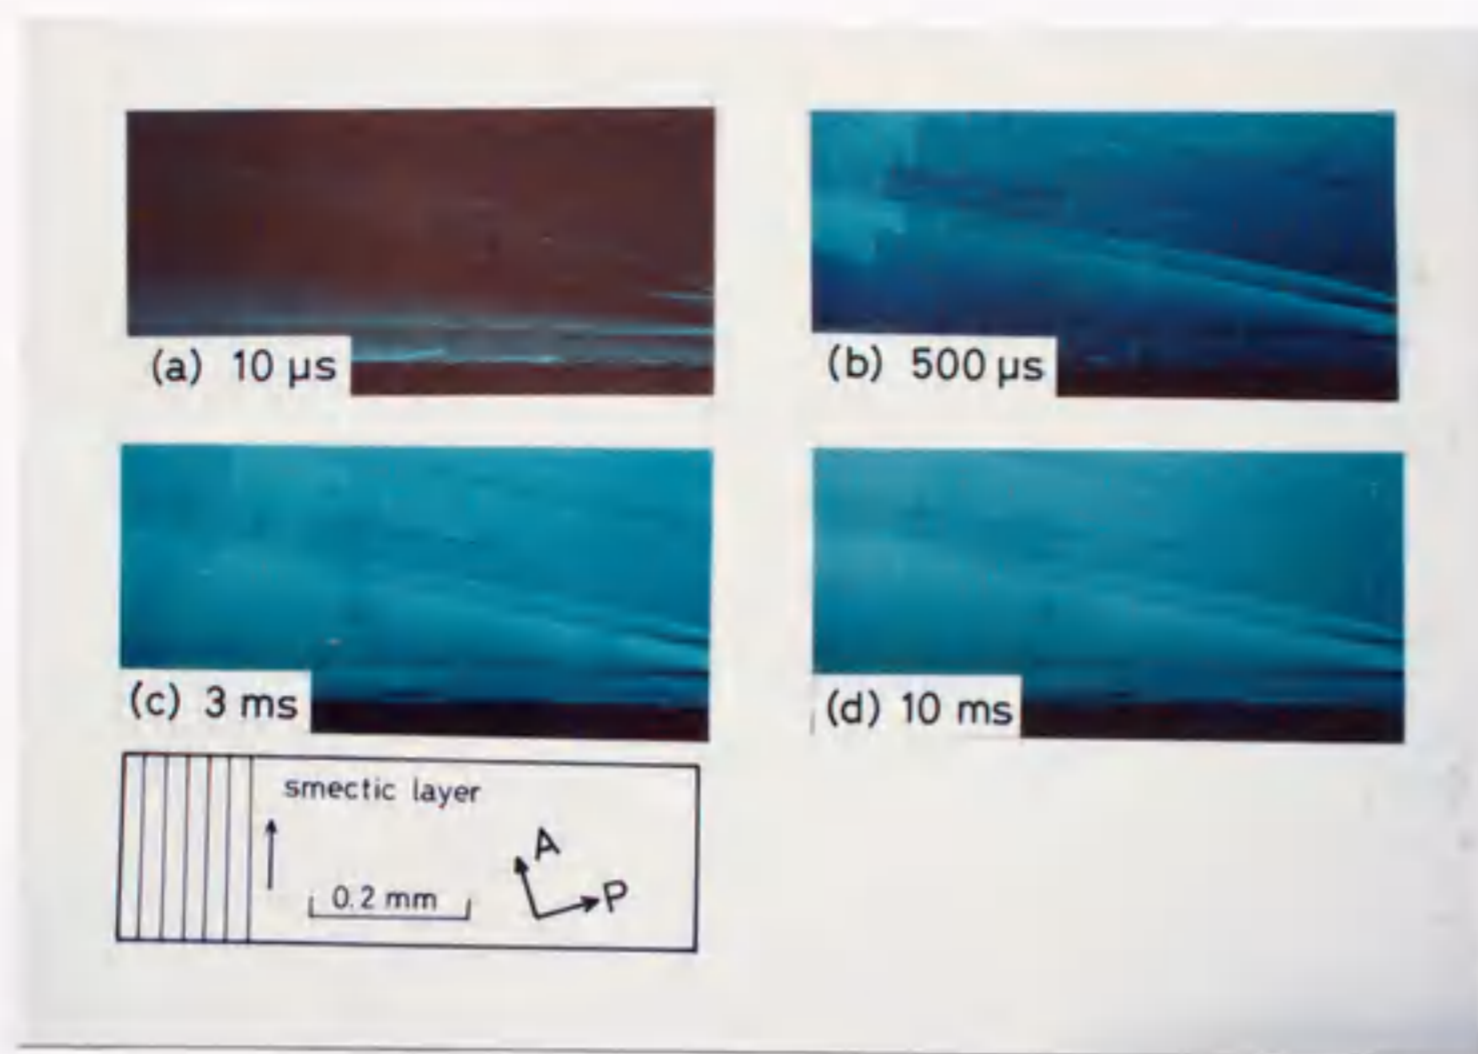 (a) 10 µs
(b) 500 µs
(c) 3 ms
(d) 10 ms
smectic layer
A
P
0.2 mm